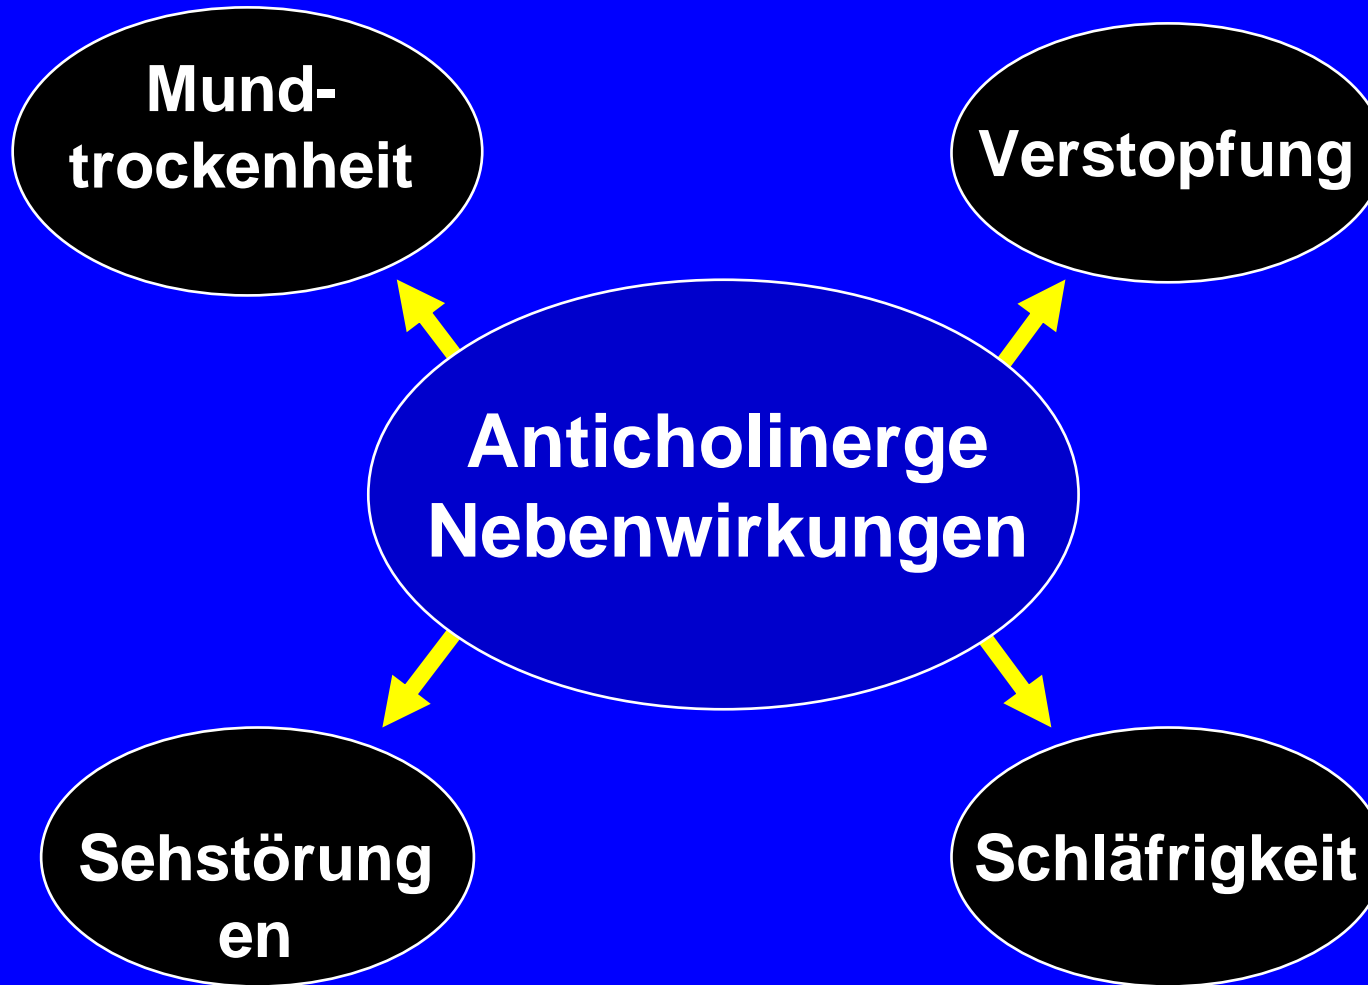 Mund-
trockenheit
Verstopfung
Anticholinerge
Nebenwirkungen
Sehstörung
en
Schläfrigkeit